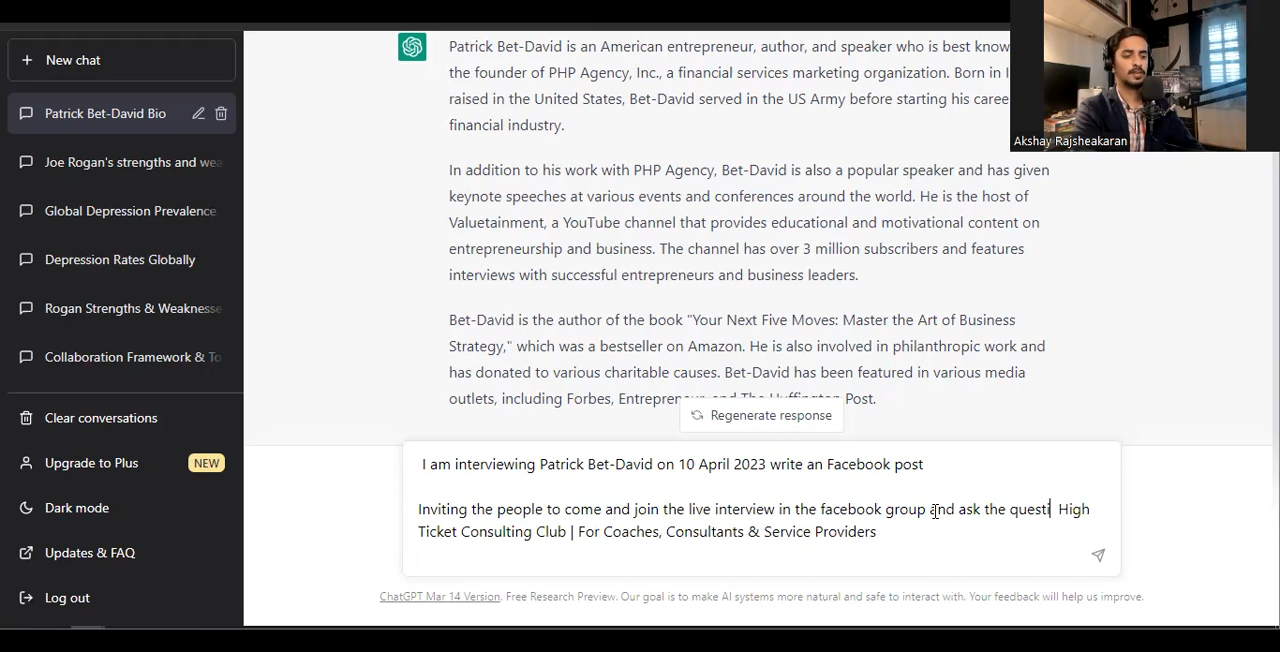 New chat
Patrick Bet-David Bio
Joe Rogan's strengths and wea
Global Depression Prevalence
Depression Rates Globally
Rogan Strengths & Weaknesse
Collaboration Framework & To
Clear conversations
Upgrade to Plus NEW
Dark mode
Updates & FAQ
Log out
Patrick Bet-David is an American entrepreneur, author, and speaker who is best know
the founder of PHP Agency, Inc., a financial services marketing organization. Born in I
raised in the United States, Bet-David served in the US Army before starting his caree
financial industry.
In addition to his work with PHP Agency, Bet-David is also a popular speaker and has given
keynote speeches at various events and conferences around the world. He is the host of
Valuetainment, a YouTube channel that provides educational and motivational content on
entrepreneurship and business. The channel has over 3 million subscribers and features
interviews with successful entrepreneurs and business leaders.
Bet-David is the author of the book "Your Next Five Moves: Master the Art of Business
Strategy," which was a bestseller on Amazon. He is also involved in philanthropic work and
has donated to various charitable causes. Bet-David has been featured in various media
outlets, including Forbes, Entrepreneur, and The Huffington Post.
Regenerate response
I am interviewing Patrick Bet-David on 10 April 2023 write an Facebook post
Inviting the people to come and join the live interview in the facebook group and ask the questi High
Ticket Consulting Club | For Coaches, Consultants & Service Providers
ChatGPT Mar 14 Version. Free Research Preview. Our goal is to make AI systems more natural and safe to interact with. Your feedback will help us improve.
Akshay Rajsheakaran